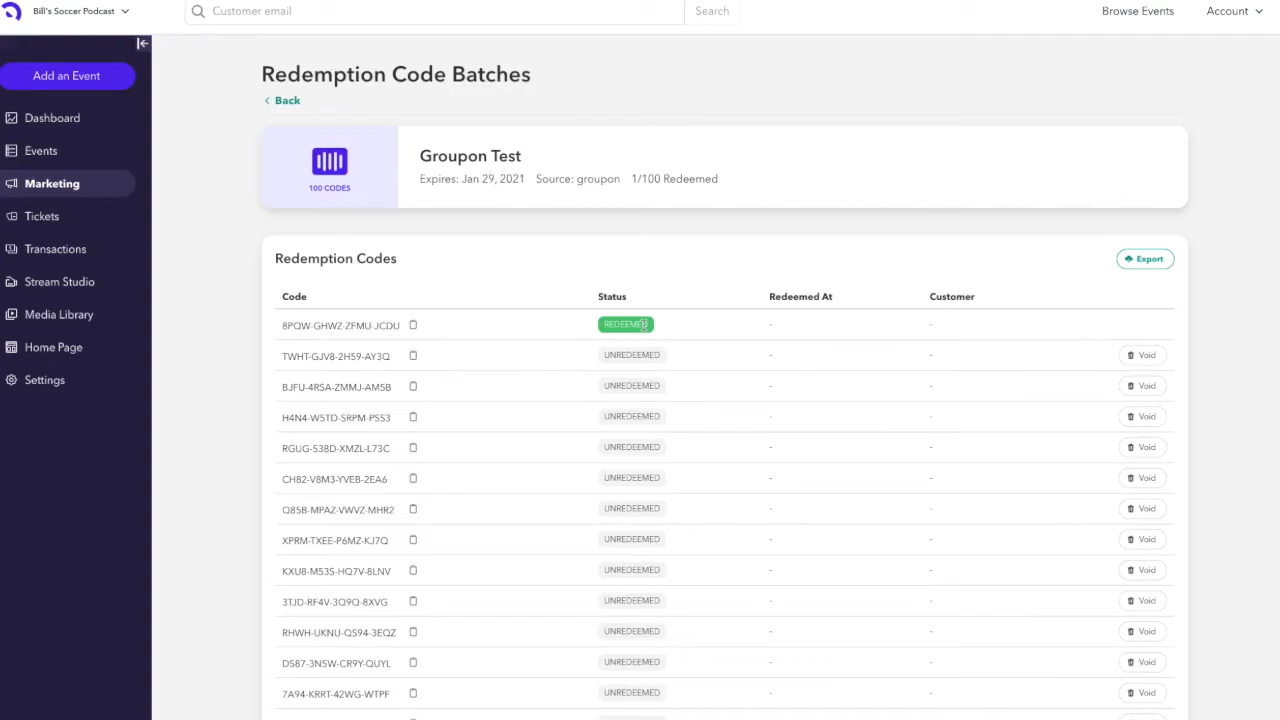 Bill's Soccer Podcast
Customer email
Search
Browse Events
Account
Add an Event
Dashboard
Events
Marketing
Tickets
Transactions
Stream Studio
Media Library
Home Page
Settings
Redemption Code Batches
Back
100 CODES
Groupon Test
Expires: Jan 29, 2021 Source: groupon 1/100 Redeemed
Redemption Codes
Export
Code Status Redeemed At Customer
8PQW-GHWZ-ZFMU-JCDU REDEEMED - -
TWHT-GJV8-2H59-AY3Q UNREDEEMED - - Void
BJFU-4RSA-ZMMJ-AM5B UNREDEEMED - - Void
H4N4-W5TD-SRPM-PSS3 UNREDEEMED - - Void
RGUG-538D-XMZL-L73C UNREDEEMED - - Void
CH82-V8M3-YVEB-2EA6 UNREDEEMED - - Void
Q85B-MPAZ-VWVZ-MHR2 UNREDEEMED - - Void
XPRM-TXEE-P6MZ-KJ7Q UNREDEEMED - - Void
KXU8-M53S-HQ7V-8LNV UNREDEEMED - - Void
3TJD-RF4V-3Q9Q-8XVG UNREDEEMED - - Void
RHWH-UKNU-QS94-3EQZ UNREDEEMED - - Void
DS87-3N5W-CR9Y-QUYL UNREDEEMED - - Void
7A94-KRRT-42WG-WTPF UNREDEEMED - - Void